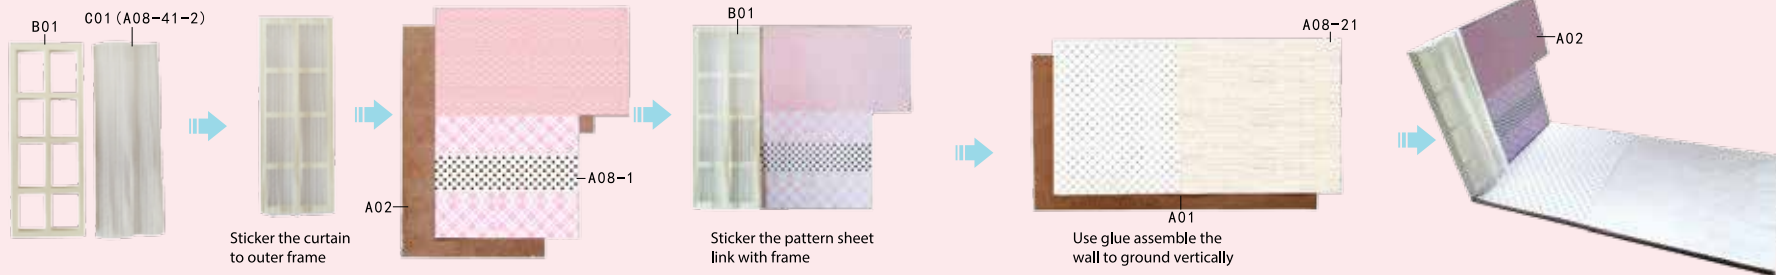 B01
C01 (A08-41-2)
Sticker the curtain
to outer frame
A02
A08-1
B01
Sticker the pattern sheet
link with frame
A08-21
A01
Use glue assemble the
wall to ground vertically
A02